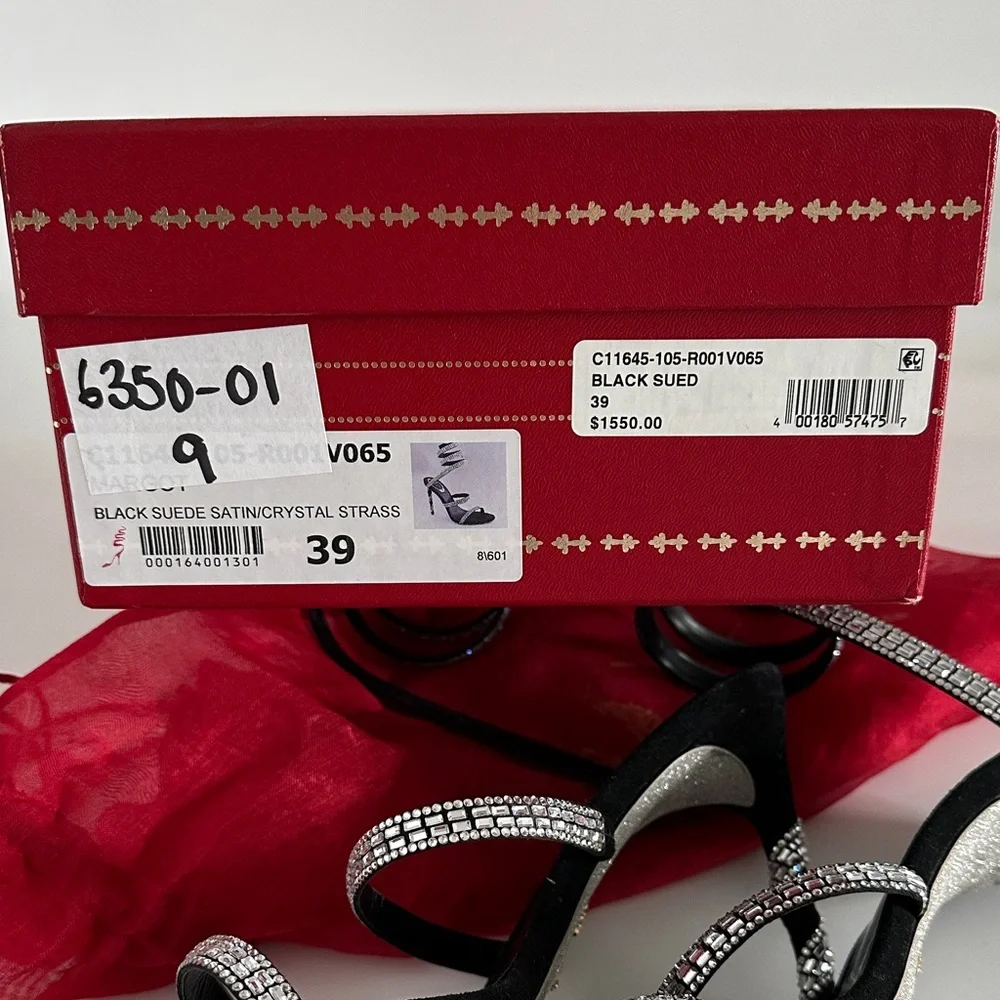 6350-01
9
C11645-105-R001V065
MARGOT
BLACK SUEDE SATIN/CRYSTAL STRASS
000164001301
39
8\601
C11645-105-R001V065
BLACK SUED
39
$1550.00
4 00180 57475 7